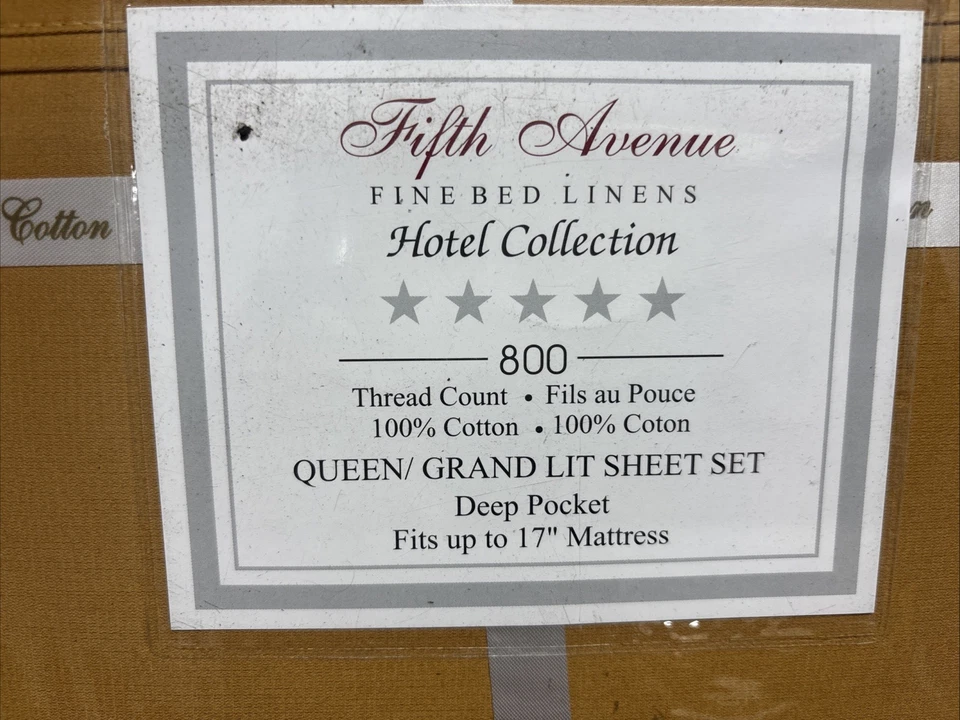 Fifth Avenue
FINE BED LINENS
Hotel Collection
800
Thread Count • Fils au Pouce
100% Cotton • 100% Coton
QUEEN/ GRAND LIT SHEET SET
Deep Pocket
Fits up to 17" Mattress
Cotton